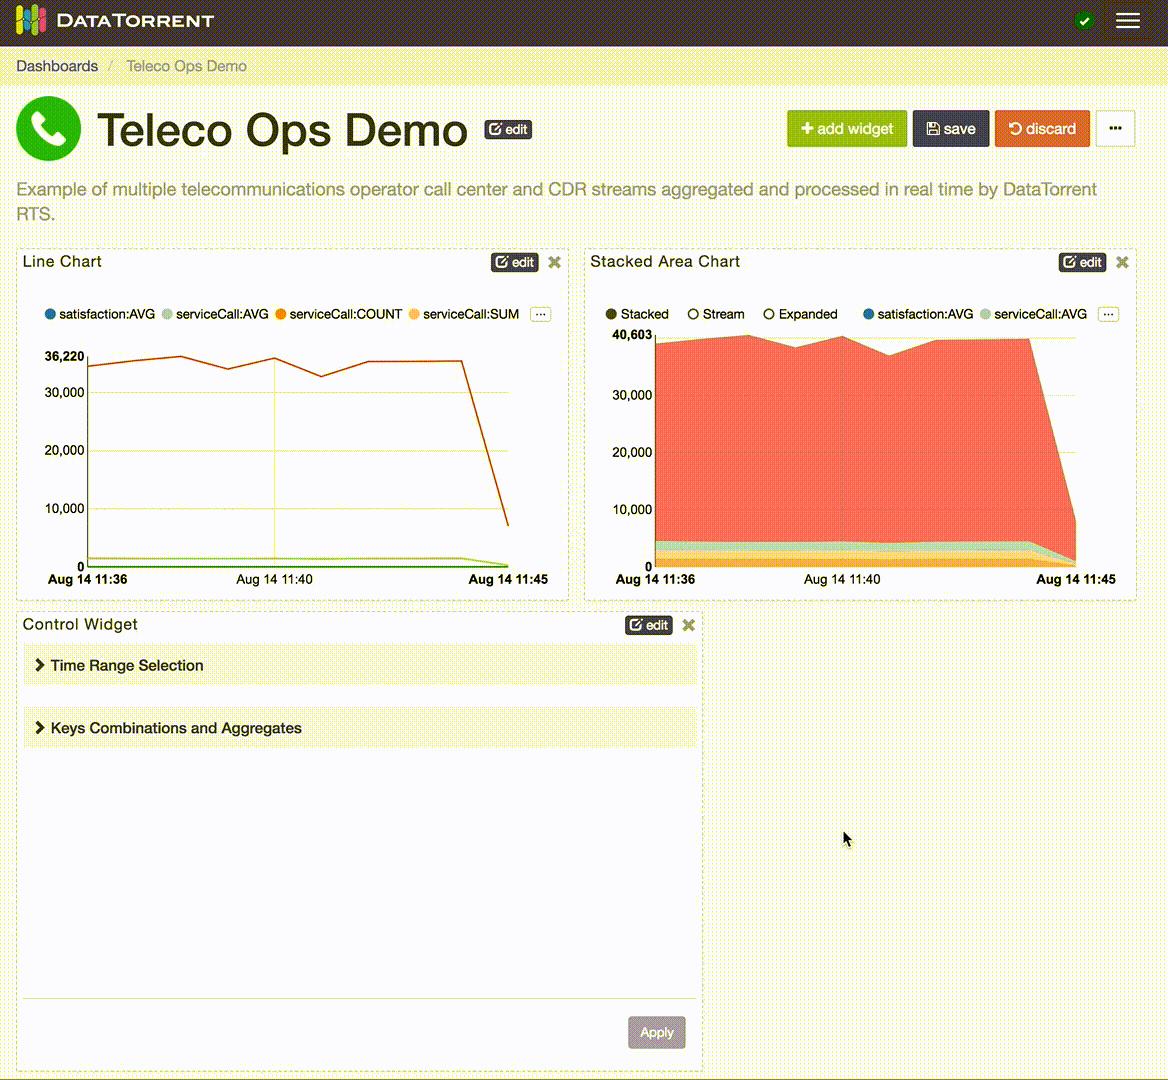 DATATORRENT
Dashboards / Teleco Ops Demo
Teleco Ops Demo edit
+ add widget save discard ...
Example of multiple telecommunications operator call center and CDR streams aggregated and processed in real time by DataTorrent
RTS.
Line Chart edit
satisfaction:AVG serviceCall:AVG serviceCall:COUNT serviceCall:SUM ...
36,220
30,000
20,000
10,000
0
Aug 14 11:36 Aug 14 11:40 Aug 14 11:45
Stacked Area Chart edit
Stacked Stream Expanded satisfaction:AVG serviceCall:AVG ...
40,603
30,000
20,000
10,000
0
Aug 14 11:36 Aug 14 11:40 Aug 14 11:45
Control Widget edit
Time Range Selection
Keys Combinations and Aggregates
Apply